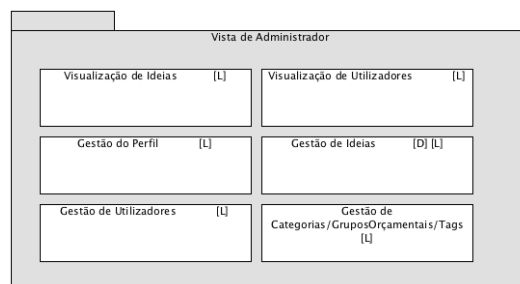 Vista de Administrador
Visualização de Ideias [L]
Visualização de Utilizadores [L]
Gestão do Perfil [L]
Gestão de Ideias [D] [L]
Gestão de Utilizadores [L]
Gestão de
Categorias/GruposOrçamentais/Tags
[L]